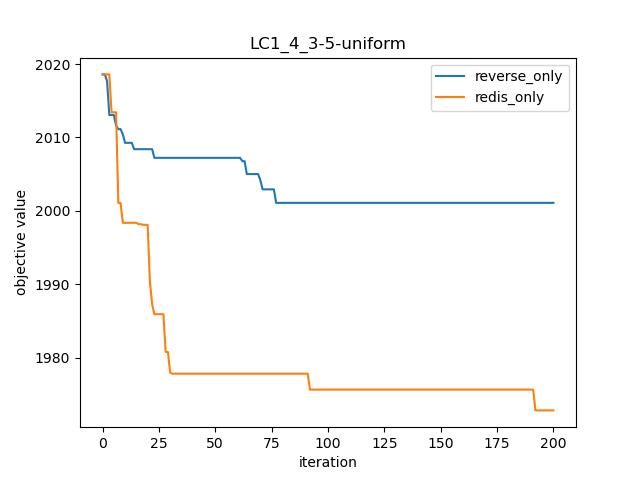 LC1_4_3-5-uniform
reverse_only
redis_only
objective value
2020
2010
2000
1990
1980
0 25 50 75 100 125 150 175 200
iteration